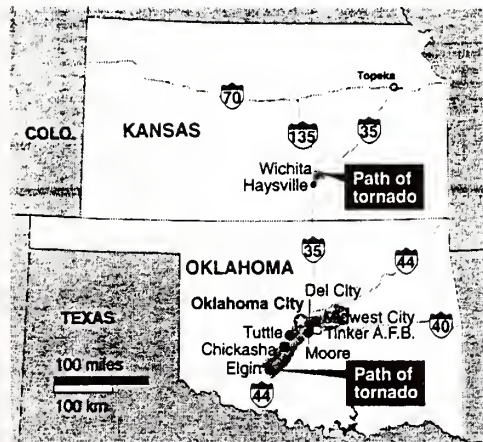 Topeka
70
COLO.
KANSAS
135
35
Wichita
Haysville
Path of
tornado
35
44
OKLAHOMA
Del City
Oklahoma City
Midwest City
40
TEXAS
Tuttle
Tinker A.F.B.
Chickasha
Moore
100 miles
Elgin
Path of
tornado
100 km
44